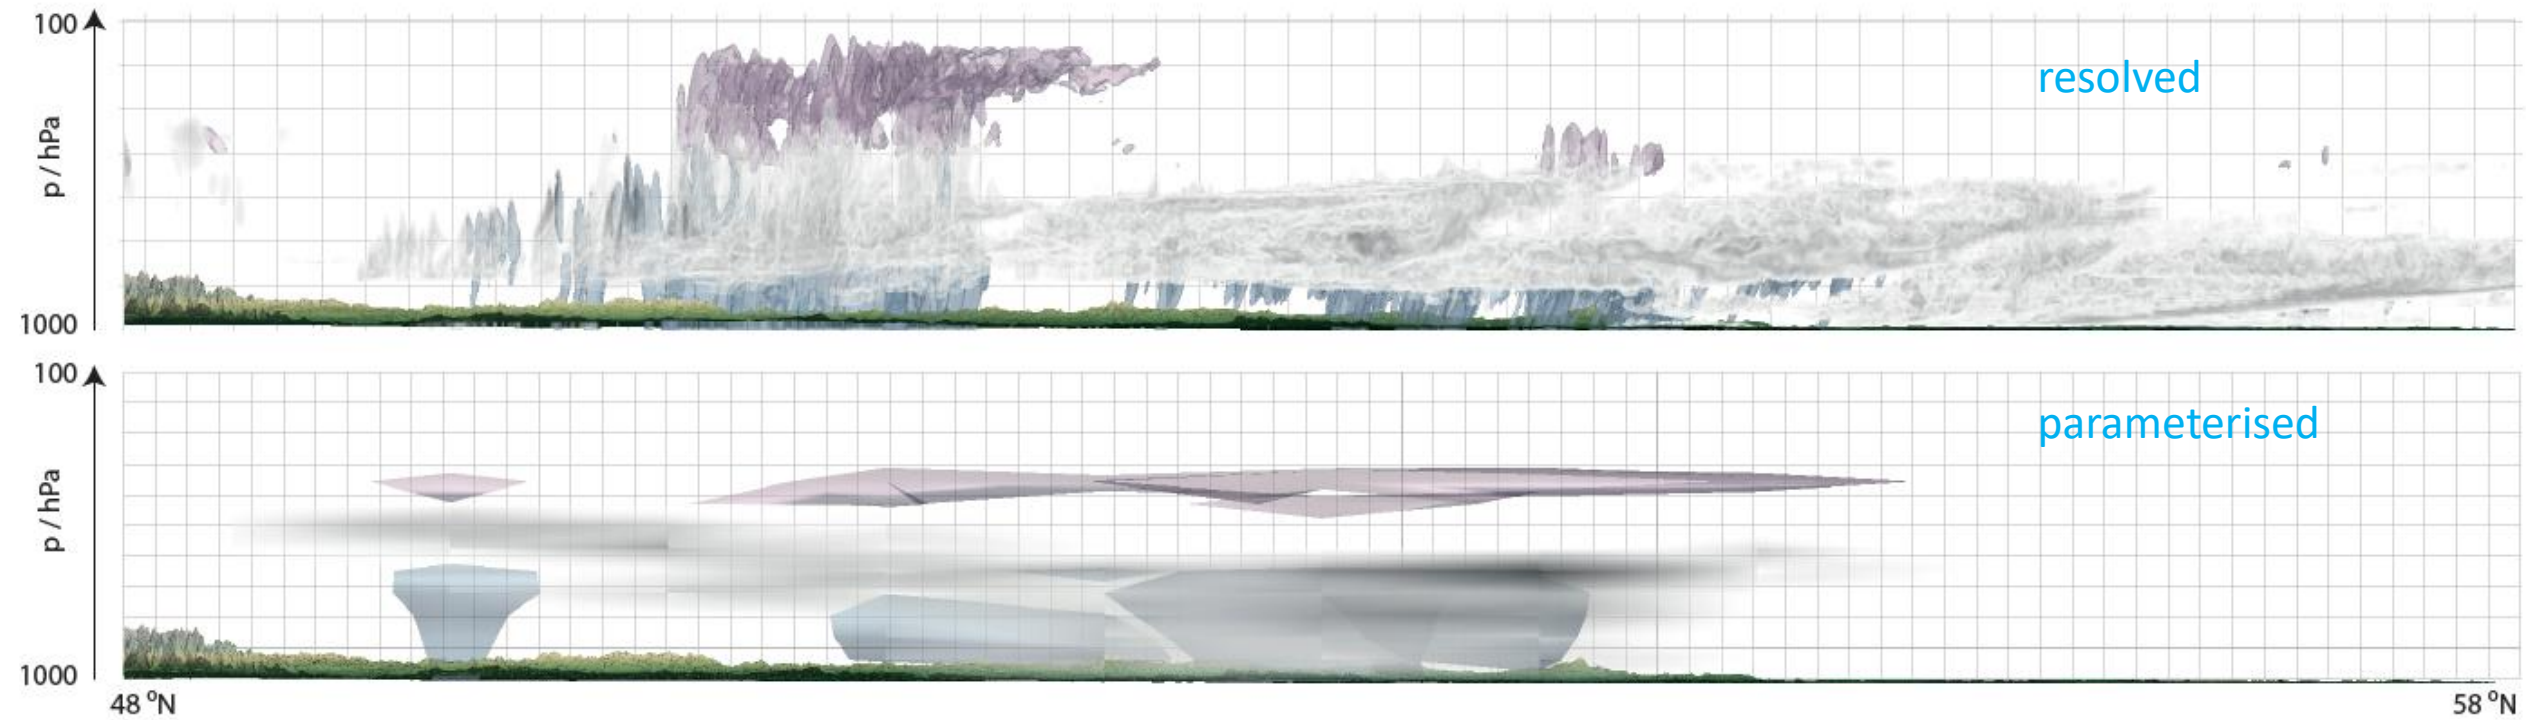 100
p / hPa
resolved
1000
100
p / hPa
parameterised
1000
48 °N
58 °N